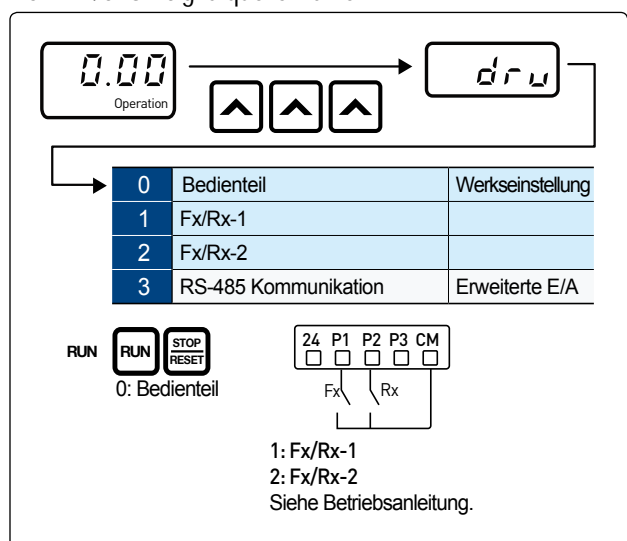 0.00
Operation
dru
0 Bedienteil Werkseinstellung
1 Fx/Rx-1
2 Fx/Rx-2
3 RS-485 Kommunikation Erweiterte E/A
RUN RUN STOP
RESET
0: Bedienteil
24 P1 P2 P3 CM
Fx Rx
1: Fx/Rx-1
2: Fx/Rx-2
Siehe Betriebsanleitung.